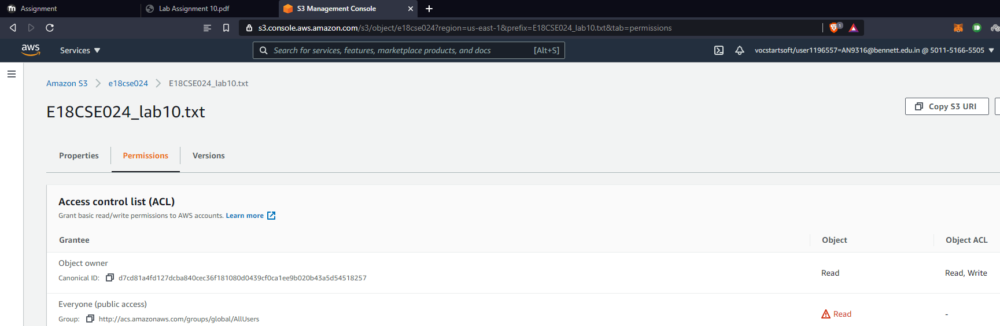 Assignment
Lab Assignment 10.pdf
S3 Management Console
s3.console.aws.amazon.com/s3/object/e18cse024?region=us-east-1&prefix=E18CSE024_lab10.txt&tab=permissions
1
aws
Services
Search for services, features, marketplace products, and docs
[Alt+S]
vocstartsoft/user1196557=AN9316@bennett.edu.in @ 5011-5166-5505
Amazon S3
e18cse024
E18CSE024_lab10.txt
E18CSE024_lab10.txt
Copy S3 URI
Properties
Permissions
Versions
Access control list (ACL)
Grant basic read/write permissions to AWS accounts. Learn more
Grantee
Object
Object ACL
Object owner
Canonical ID: d7cd81a4fd127dcba840cec36f181080d0439cf0ca1ee9b020b43a5d54518257
Read
Read, Write
Everyone (public access)
Group: http://acs.amazonaws.com/groups/global/AllUsers
Read
-